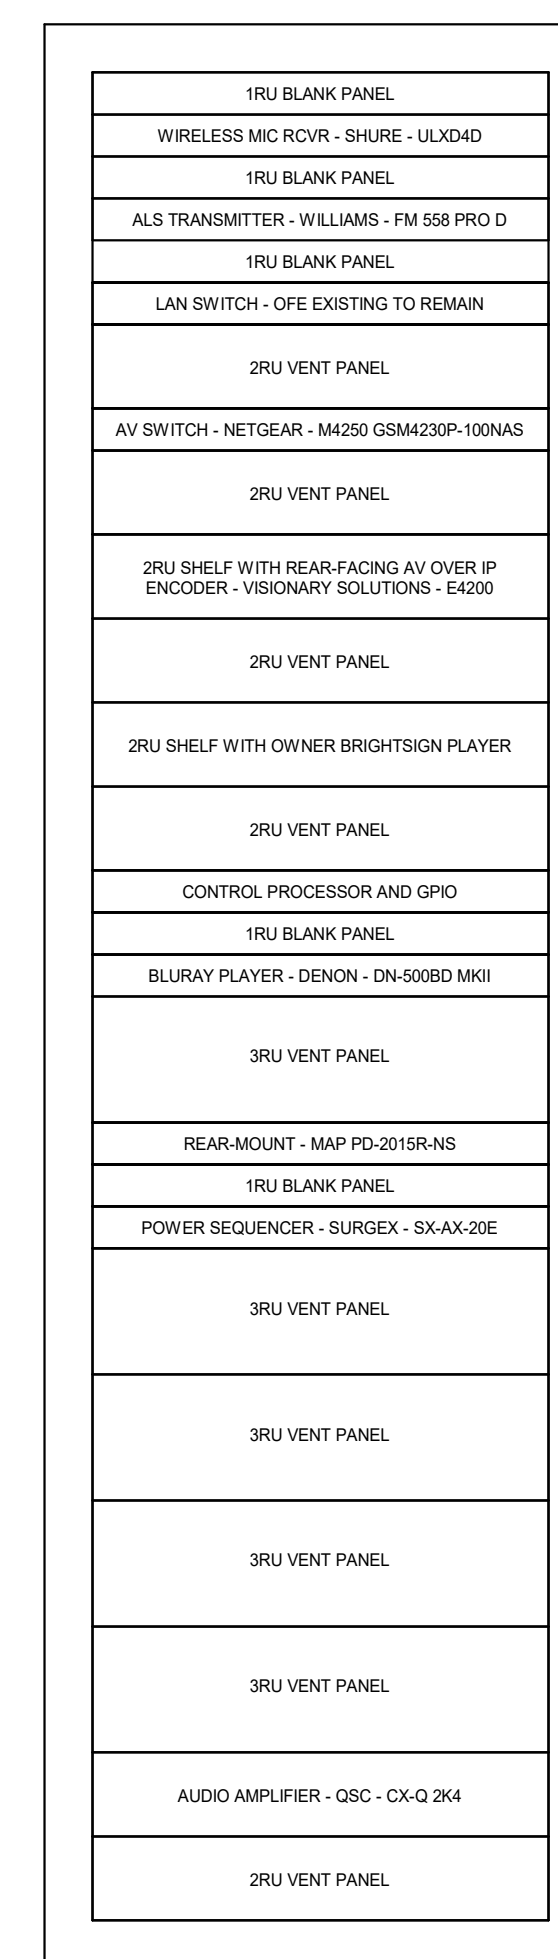 1RU BLANK PANEL
WIRELESS MIC RCVR - SHURE - ULXD4D
1RU BLANK PANEL
ALS TRANSMITTER - WILLIAMS - FM 558 PRO D
1RU BLANK PANEL
LAN SWITCH - OFE EXISTING TO REMAIN
2RU VENT PANEL
AV SWITCH - NETGEAR - M4250 GSM4230P-100NAS
2RU VENT PANEL
2RU SHELF WITH REAR-FACING AV OVER IP
ENCODER - VISIONARY SOLUTIONS - E4200
2RU VENT PANEL
2RU SHELF WITH OWNER BRIGHTSIGN PLAYER
2RU VENT PANEL
CONTROL PROCESSOR AND GPIO
1RU BLANK PANEL
BLURAY PLAYER - DENON - DN-500BD MKII
3RU VENT PANEL
REAR-MOUNT - MAP PD-2015R-NS
1RU BLANK PANEL
POWER SEQUENCER - SURGEX - SX-AX-20E
3RU VENT PANEL
3RU VENT PANEL
3RU VENT PANEL
3RU VENT PANEL
AUDIO AMPLIFIER - QSC - CX-Q 2K4
2RU VENT PANEL